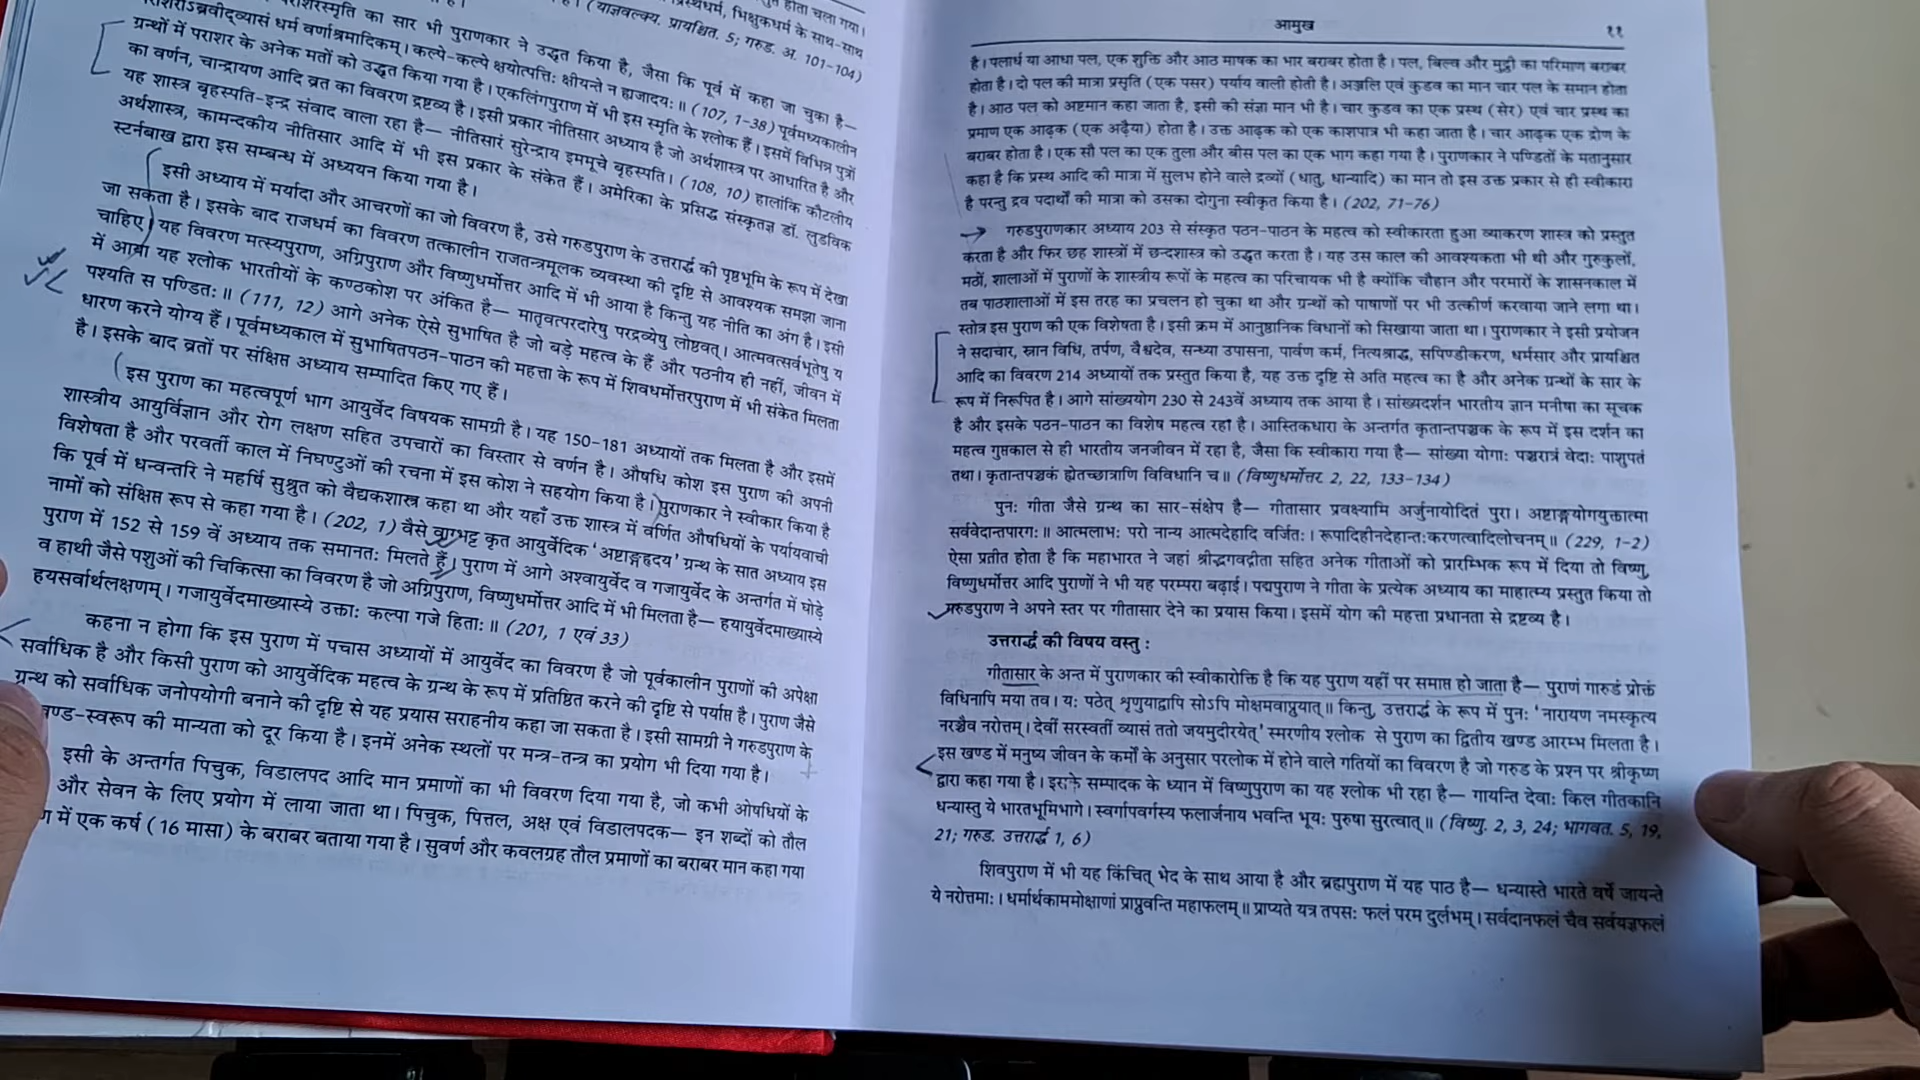 होता चला गया।
(याज्ञवल्क्य. प्रायश्चित. 5; गरुड. अ. 101-104)
पराशरस्मृति का सार भी पुराणकार ने उद्धृत किया है, जैसा कि पूर्व में कहा जा चुका है—
धर्म वर्णाश्रमादिकम्। कल्पे-कल्पे क्षयोत्पत्तिः क्षीयन्ते न ह्यजादयः॥ (107, 1-38) पूर्वमध्यकालीन
ग्रन्थों में पराशर के अनेक मतों को उद्धृत किया गया है। एकलिंगपुराण में भी इस स्मृति के श्लोक हैं। इसमें विभिन्न पुत्रों
का वर्णन, चान्द्रायण आदि व्रत का विवरण द्रष्टव्य है। इसी प्रकार नीतिसार अध्याय है जो अर्थशास्त्र पर आधारित है और
यह शास्त्र बृहस्पति-इन्द्र संवाद वाला रहा है— नीतिसारं सुरेन्द्राय इममूचे बृहस्पति। (108, 10) हालांकि कौटलीय
अर्थशास्त्र, कामन्दकीय नीतिसार आदि में भी इस प्रकार के संकेत हैं। अमेरिका के प्रसिद्ध संस्कृतज्ञ डॉ. लुडविक
स्टर्नबाख द्वारा इस सम्बन्ध में अध्ययन किया गया है।
इसी अध्याय में मर्यादा और आचरणों का जो विवरण है, उसे गरुडपुराण के उत्तरार्द्ध की पृष्ठभूमि के रूप में देखा
जा सकता है। इसके बाद राजधर्म का विवरण तत्कालीन राजतन्त्रमूलक व्यवस्था की दृष्टि से आवश्यक समझा जाना
चाहिए। यह विवरण मत्स्यपुराण, अग्निपुराण और विष्णुधर्मोत्तर आदि में भी आया है किन्तु यह नीति का अंग है। इसी
में आया यह श्लोक भारतीयों के कण्ठकोश पर अंकित है— मातृवत्परदारेषु परद्रव्येषु लोष्ठवत्। आत्मवत्सर्वभूतेषु य
पश्यति स पण्डितः॥ (111, 12) आगे अनेक ऐसे सुभाषित है जो बड़े महत्व के हैं और पठनीय ही नहीं, जीवन में
धारण करने योग्य हैं। पूर्वमध्यकाल में सुभाषितपठन-पाठन की महत्ता के रूप में शिवधर्मोत्तरपुराण में भी संकेत मिलता
है। इसके बाद व्रतों पर संक्षिप्त अध्याय सम्पादित किए गए हैं।
इस पुराण का महत्वपूर्ण भाग आयुर्वेद विषयक सामग्री है। यह 150-181 अध्यायों तक मिलता है और इसमें
शास्त्रीय आयुर्विज्ञान और रोग लक्षण सहित उपचारों का विस्तार से वर्णन है। औषधि कोश इस पुराण की अपनी
विशेषता है और परवर्ती काल में निघण्टुओं की रचना में इस कोश ने सहयोग किया है। पुराणकार ने स्वीकार किया है
कि पूर्व में धन्वन्तरि ने महर्षि सुश्रुत को वैद्यकशास्त्र कहा था और यहाँ उक्त शास्त्र में वर्णित औषधियों के पर्यायवाची
नामों को संक्षिप्त रूप से कहा गया है। (202, 1) वैसे वाग्भट्ट कृत आयुर्वेदिक 'अष्टाङ्गहृदय' ग्रन्थ के सात अध्याय इस
पुराण में 152 से 159 वें अध्याय तक समानतः मिलते हैं। पुराण में आगे अश्वायुर्वेद व गजायुर्वेद के अन्तर्गत में घोड़े
व हाथी जैसे पशुओं की चिकित्सा का विवरण है जो अग्निपुराण, विष्णुधर्मोत्तर आदि में भी मिलता है— हयायुर्वेदमाख्यास्ये
हयसर्वार्थलक्षणम्। गजायुर्वेदमाख्यास्ये उक्ताः कल्पा गजे हिताः॥ (201, 1 एवं 33)
कहना न होगा कि इस पुराण में पचास अध्यायों में आयुर्वेद का विवरण है जो पूर्वकालीन पुराणों की अपेक्षा
सर्वाधिक है और किसी पुराण को आयुर्वेदिक महत्व के ग्रन्थ के रूप में प्रतिष्ठित करने की दृष्टि से पर्याप्त है। पुराण जैसे
ग्रन्थ को सर्वाधिक जनोपयोगी बनाने की दृष्टि से यह प्रयास सराहनीय कहा जा सकता है। इसी सामग्री ने गरुडपुराण के
खण्ड-स्वरूप की मान्यता को दूर किया है। इनमें अनेक स्थलों पर मन्त्र-तन्त्र का प्रयोग भी दिया गया है।
इसी के अन्तर्गत पिचुक, विडालपद आदि मान प्रमाणों का भी विवरण दिया गया है, जो कभी ओषधियों के
और सेवन के लिए प्रयोग में लाया जाता था। पिचुक, पित्तल, अक्ष एवं विडालपदक— इन शब्दों को तौल
में एक कर्ष (16 मासा) के बराबर बताया गया है। सुवर्ण और कवलग्रह तौल प्रमाणों का बराबर मान कहा गया
आमुख ११
है। पलार्ध या आधा पल, एक शुक्ति और आठ माषक का भार बराबर होता है। पल, बिल्व और मुट्ठी का परिमाण बराबर
होता है। दो पल की मात्रा प्रसृति (एक पसर) पर्याय वाली होती है। अञ्जलि एवं कुडव का मान चार पल के समान होता
है। आठ पल को अष्टमान कहा जाता है, इसी की संज्ञा मान भी है। चार कुडव का एक प्रस्थ (सेर) एवं चार प्रस्थ का
प्रमाण एक आढ़क (एक अढ़ैया) होता है। उक्त आढ़क को एक काशपात्र भी कहा जाता है। चार आढ़क एक द्रोण के
बराबर होता है। एक सौ पल का एक तुला और बीस पल का एक भाग कहा गया है। पुराणकार ने पण्डितों के मतानुसार
कहा है कि प्रस्थ आदि की मात्रा में सुलभ होने वाले द्रव्यों (धातु, धान्यादि) का मान तो इस उक्त प्रकार से ही स्वीकारा
है परन्तु द्रव पदार्थों की मात्रा को उसका दोगुना स्वीकृत किया है। (202, 71-76)
गरुडपुराणकार अध्याय 203 से संस्कृत पठन-पाठन के महत्व को स्वीकारता हुआ व्याकरण शास्त्र को प्रस्तुत
करता है और फिर छह शास्त्रों में छन्दशास्त्र को उद्धृत करता है। यह उस काल की आवश्यकता भी थी और गुरुकुलों,
मठों, शालाओं में पुराणों के शास्त्रीय रूपों के महत्व का परिचायक भी है क्योंकि चौहान और परमारों के शासनकाल में
तब पाठशालाओं में इस तरह का प्रचलन हो चुका था और ग्रन्थों को पाषाणों पर भी उत्कीर्ण करवाया जाने लगा था।
स्तोत्र इस पुराण की एक विशेषता है। इसी क्रम में आनुष्ठानिक विधानों को सिखाया जाता था। पुराणकार ने इसी प्रयोजन
ने सदाचार, स्नान विधि, तर्पण, वैश्वदेव, सन्ध्या उपासना, पार्वण कर्म, नित्यश्राद्ध, सपिण्डीकरण, धर्मसार और प्रायश्चित
आदि का विवरण 214 अध्यायों तक प्रस्तुत किया है, यह उक्त दृष्टि से अति महत्व का है और अनेक ग्रन्थों के सार के
रूप में निरूपित है। आगे सांख्ययोग 230 से 243वें अध्याय तक आया है। सांख्यदर्शन भारतीय ज्ञान मनीषा का सूचक
है और इसके पठन-पाठन का विशेष महत्व रहा है। आस्तिकधारा के अन्तर्गत कृतान्तपञ्चक के रूप में इस दर्शन का
महत्व गुप्तकाल से ही भारतीय जनजीवन में रहा है, जैसा कि स्वीकारा गया है— सांख्या योगाः पञ्चरात्रं वेदाः पाशुपतं
तथा। कृतान्तपञ्चकं ह्येतच्छात्राणि विविधानि च॥ (विष्णुधर्मोत्तर. 2, 22, 133-134)
पुनः गीता जैसे ग्रन्थ का सार-संक्षेप है— गीतासार प्रवक्ष्यामि अर्जुनायोदितं पुरा। अष्टाङ्गयोगयुक्तात्मा
सर्ववेदान्तपारगः॥ आत्मलाभः परो नान्य आत्मदेहादि वर्जितः। रूपादिहीनदेहान्तःकरणत्वादिलोचनम्॥ (229, 1-2)
ऐसा प्रतीत होता है कि महाभारत ने जहां श्रीद्भगवद्गीता सहित अनेक गीताओं को प्रारम्भिक रूप में दिया तो विष्णु,
विष्णुधर्मोत्तर आदि पुराणों ने भी यह परम्परा बढ़ाई। पद्मपुराण ने गीता के प्रत्येक अध्याय का माहात्म्य प्रस्तुत किया तो
गरुडपुराण ने अपने स्तर पर गीतासार देने का प्रयास किया। इसमें योग की महत्ता प्रधानता से द्रष्टव्य है।
उत्तरार्द्ध की विषय वस्तु :
गीतासार के अन्त में पुराणकार की स्वीकारोक्ति है कि यह पुराण यहीं पर समाप्त हो जाता है— पुराणं गारुडं प्रोक्तं
विधिनापि मया तव। यः पठेत् श्रृणुयाद्वापि सोऽपि मोक्षमवाप्नुयात्॥ किन्तु, उत्तरार्द्ध के रूप में पुनः 'नारायण नमस्कृत्य
नरञ्चैव नरोत्तमम्। देवीं सरस्वतीं व्यासं ततो जयमुदीरयेत्' स्मरणीय श्लोक से पुराण का द्वितीय खण्ड आरम्भ मिलता है।
इस खण्ड में मनुष्य जीवन के कर्मों के अनुसार परलोक में होने वाले गतियों का विवरण है जो गरुड के प्रश्न पर श्रीकृष्ण
द्वारा कहा गया है। इसके सम्पादक के ध्यान में विष्णुपुराण का यह श्लोक भी रहा है— गायन्ति देवाः किल गीतकानि
धन्यास्तु ये भारतभूमिभागे। स्वर्गापवर्गस्य फलार्जनाय भवन्ति भूयः पुरुषा सुरत्वात्॥ (विष्णु. 2, 3, 24; भागवत. 5, 19,
21; गरुड. उत्तरार्द्ध 1, 6)
शिवपुराण में भी यह किंचित् भेद के साथ आया है और ब्रह्मपुराण में यह पाठ है— धन्यास्ते भारते वर्षे जायन्ते
ये नरोत्तमाः। धर्मार्थकाममोक्षाणां प्राप्नुवन्ति महाफलम्॥ प्राप्यते यत्र तपसः फलं परम दुर्लभम्। सर्वदानफलं चैव सर्वयज्ञफलं